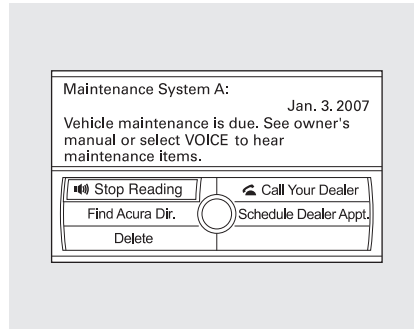 Maintenance System A:
Jan. 3. 2007
Vehicle maintenance is due. See owner's
manual or select VOICE to hear
maintenance items.
Stop Reading
Call Your Dealer
Find Acura Dir.
Schedule Dealer Appt.
Delete